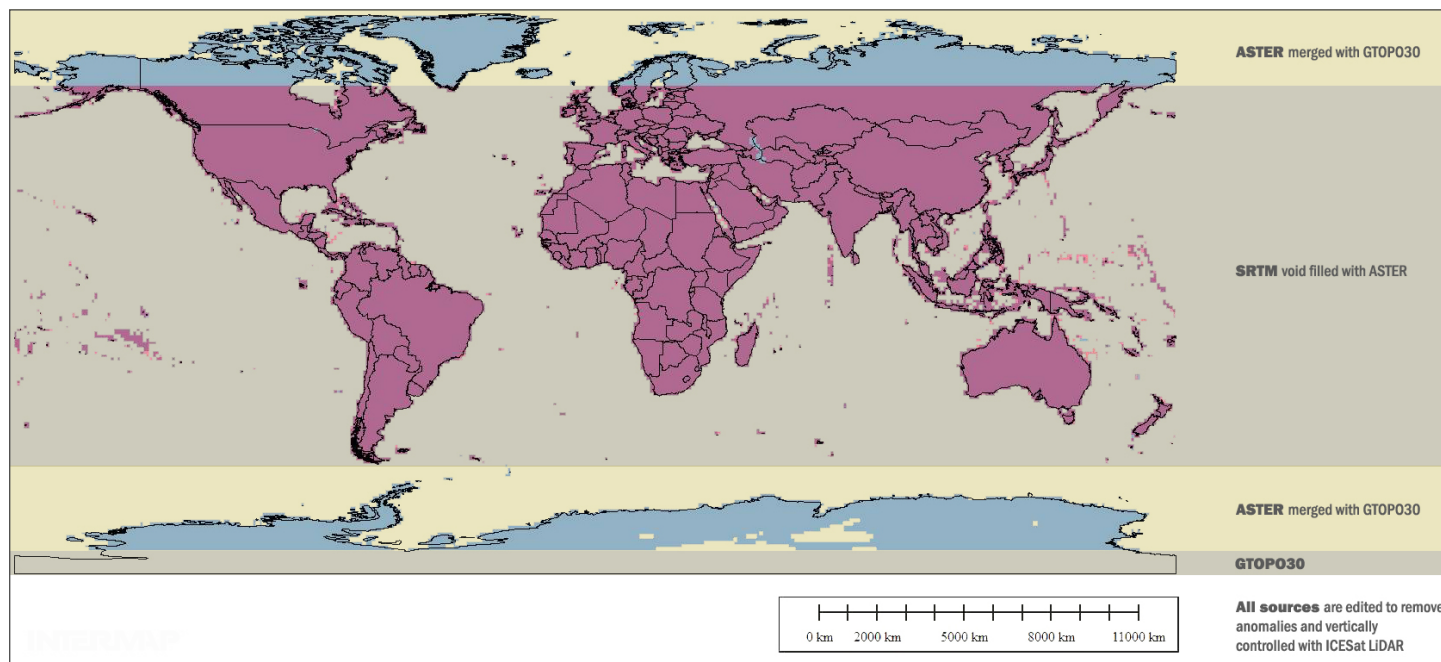 ASTER merged with GTOPO30
SRTM void filled with ASTER
ASTER merged with GTOPO30
GTOPO30
0 km 2000 km 5000 km 8000 km 11000 km
All sources are edited to remove
anomalies and vertically
controlled with ICESat LiDAR
INTERMAP